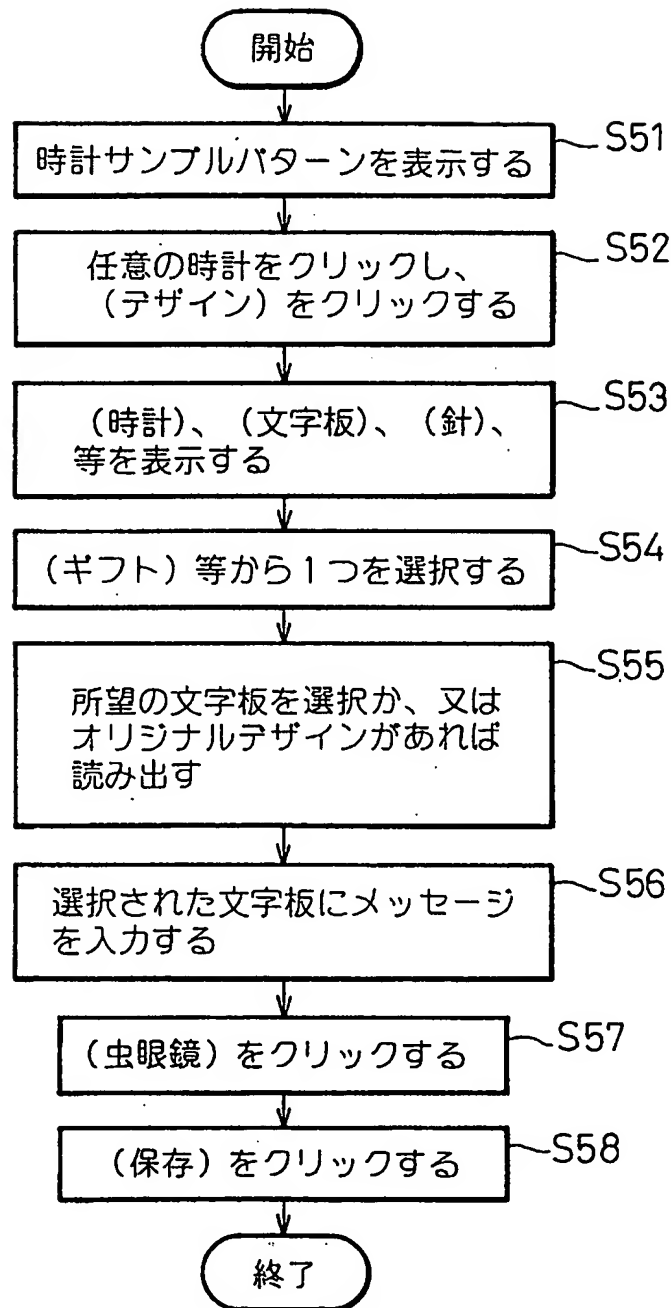 開始
時計サンプルパターンを表示する
S51
任意の時計をクリックし、
（デザイン）をクリックする
S52
（時計）、（文字板）、（針）、
等を表示する
S53
（ギフト）等から１つを選択する
S54
所望の文字板を選択か、又は
オリジナルデザインがあれば
読み出す
S55
選択された文字板にメッセージ
を入力する
S56
（虫眼鏡）をクリックする
S57
（保存）をクリックする
S58
終了